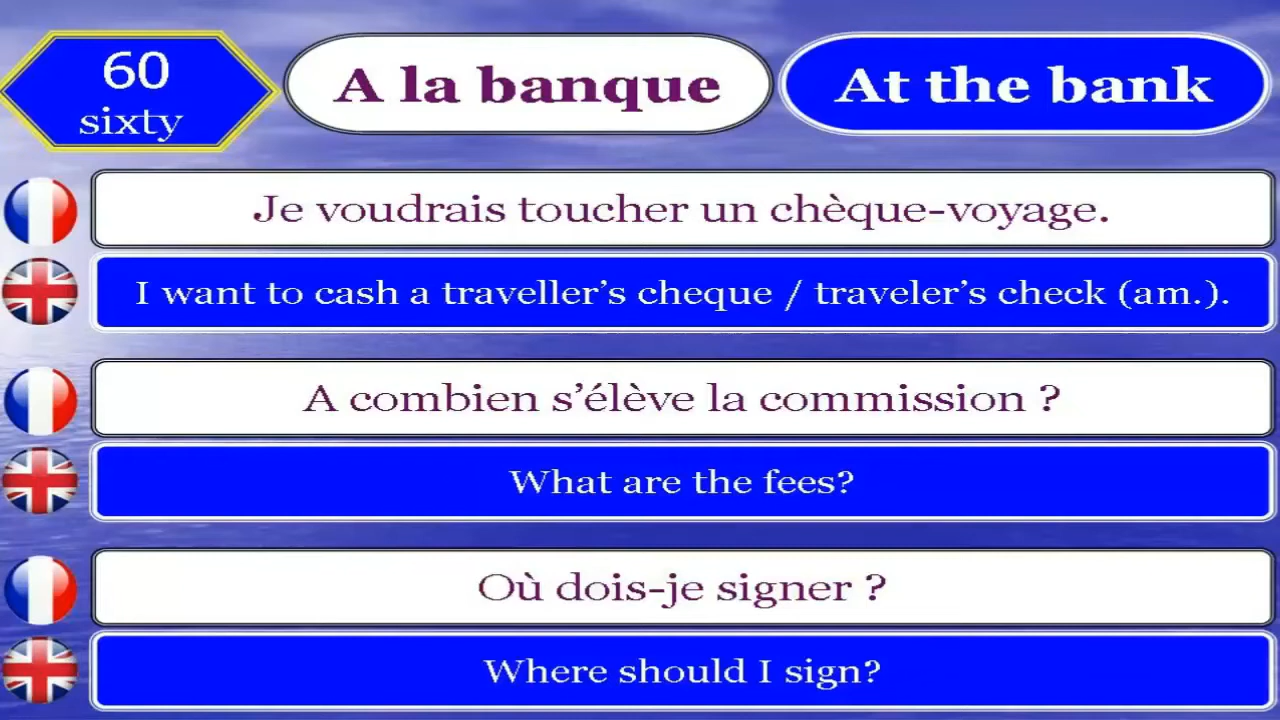 60
sixty
A la banque
At the bank
Je voudrais toucher un chèque-voyage.
I want to cash a traveller’s cheque / traveler’s check (am.).
A combien s’élève la commission ?
What are the fees?
Où dois-je signer ?
Where should I sign?